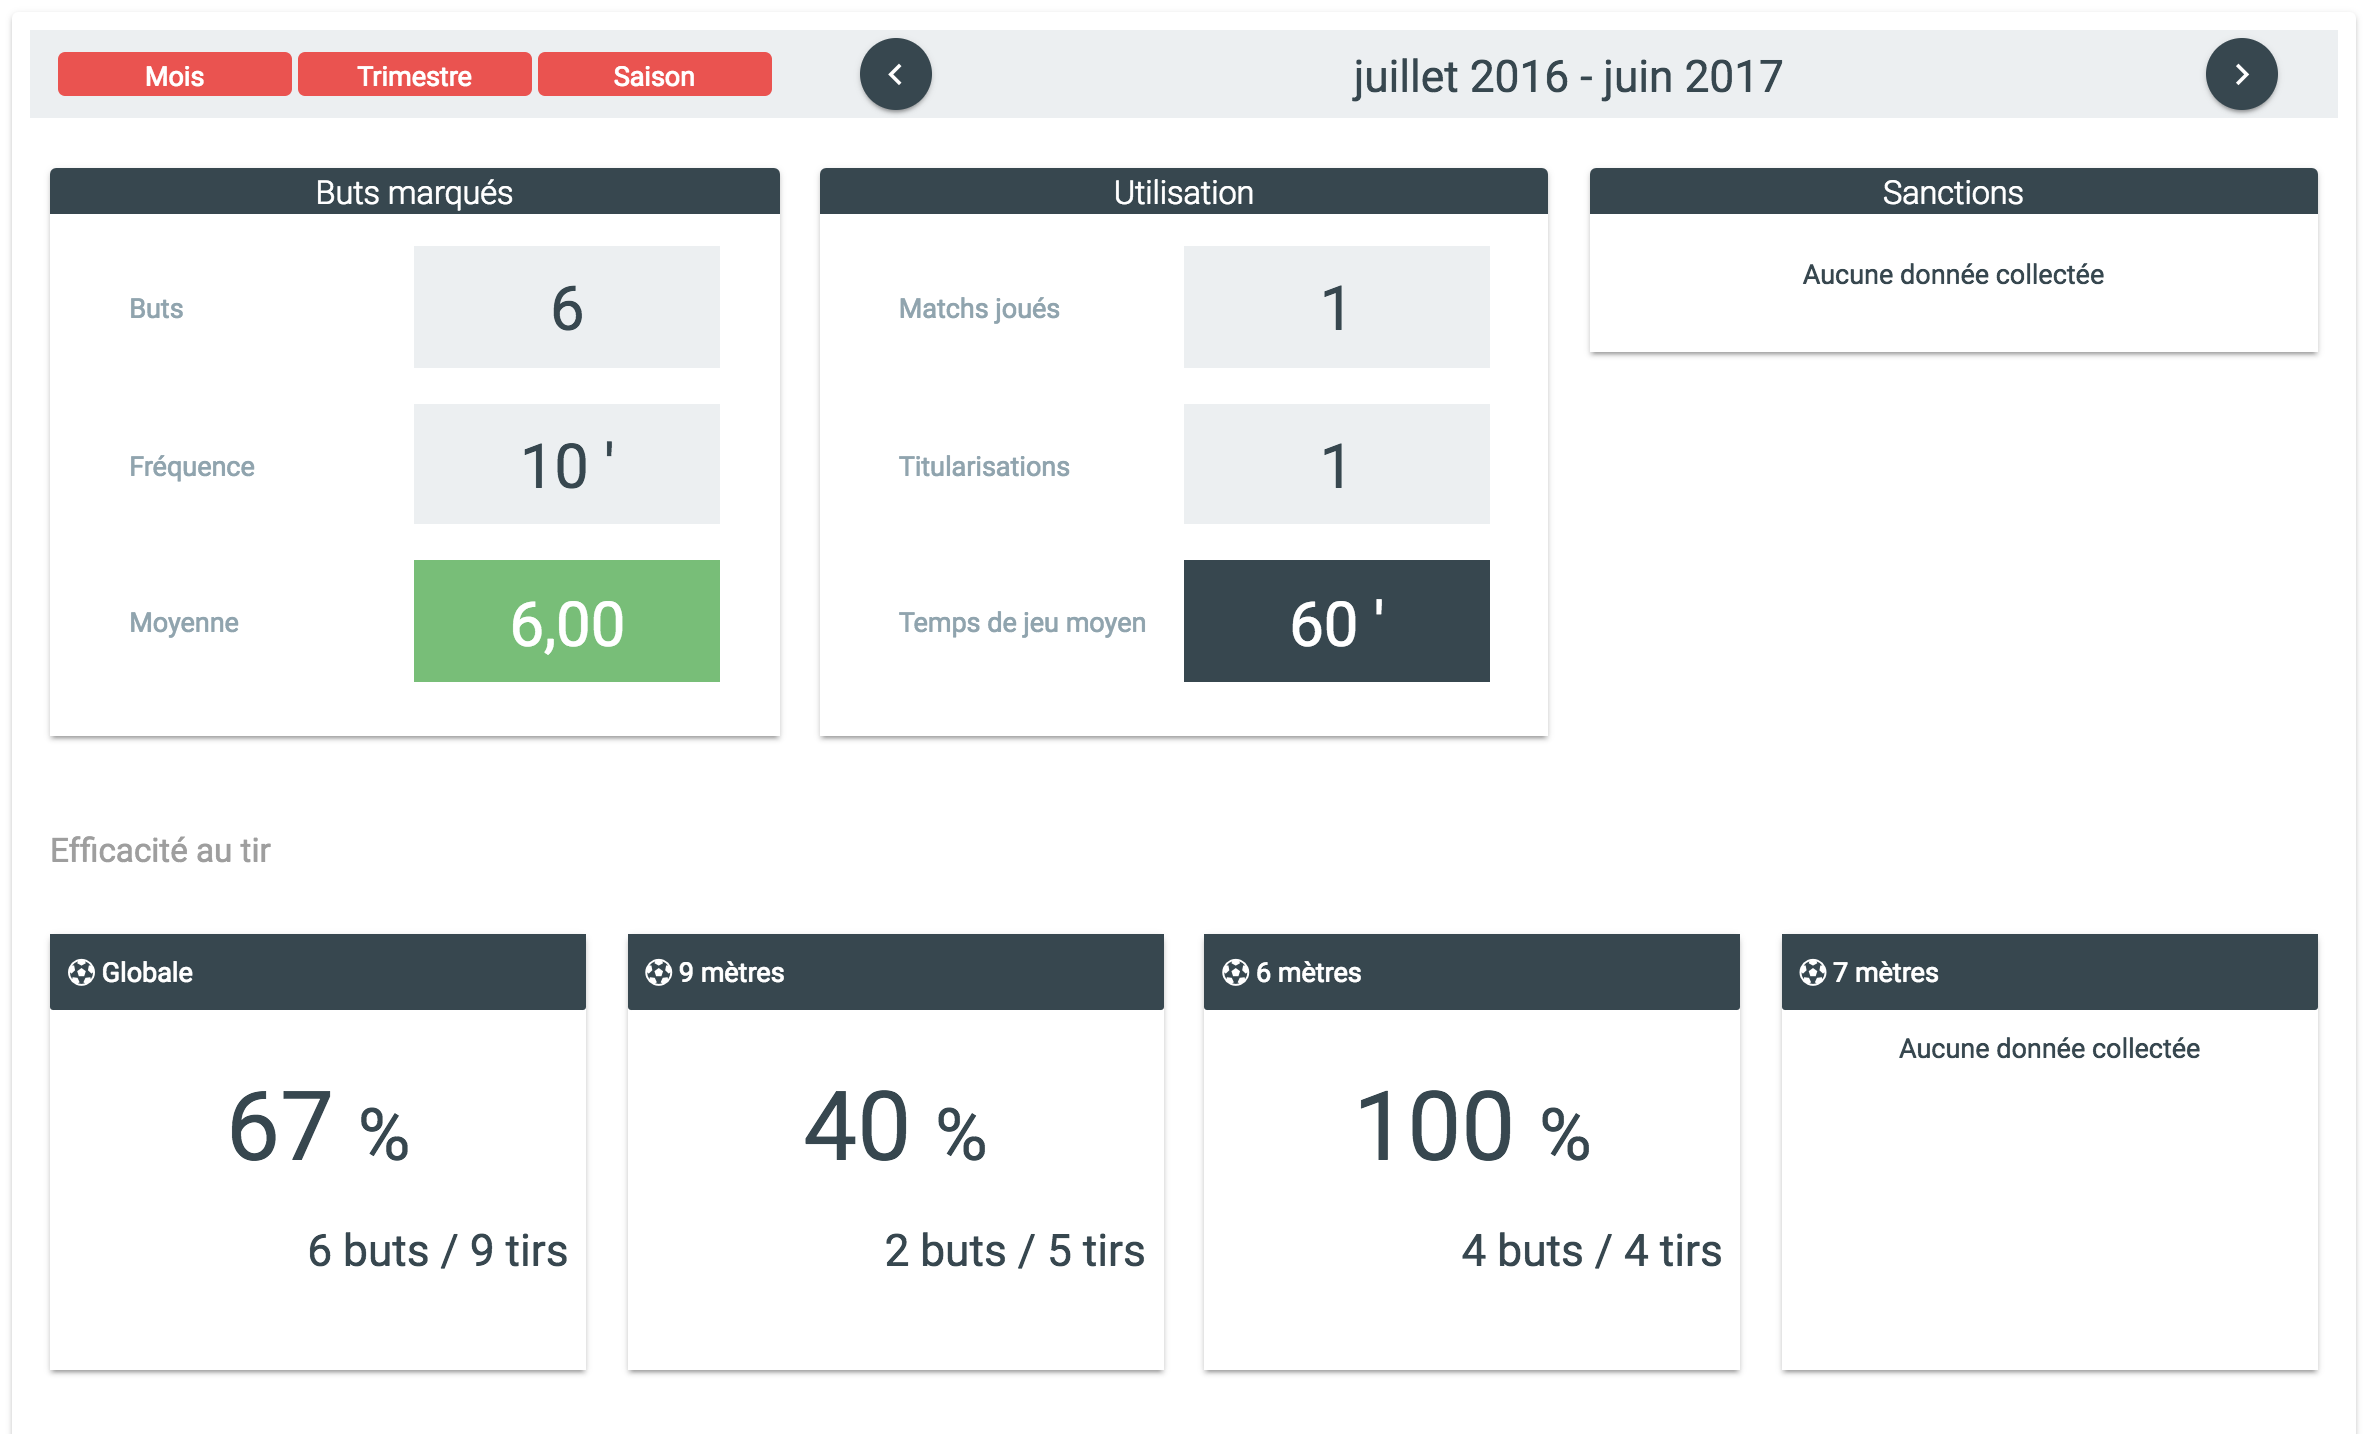 Mois Trimestre Saison juillet 2016 - juin 2017
Buts marqués
Buts 6
Fréquence 10 '
Moyenne 6,00
Utilisation
Matchs joués 1
Titularisations 1
Temps de jeu moyen 60 '
Sanctions
Aucune donnée collectée
Efficacité au tir
Globale
67 %
6 buts / 9 tirs
9 mètres
40 %
2 buts / 5 tirs
6 mètres
100 %
4 buts / 4 tirs
7 mètres
Aucune donnée collectée